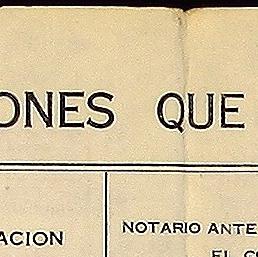 ONES QUE
NOTARIO ANTE
ACION
EL